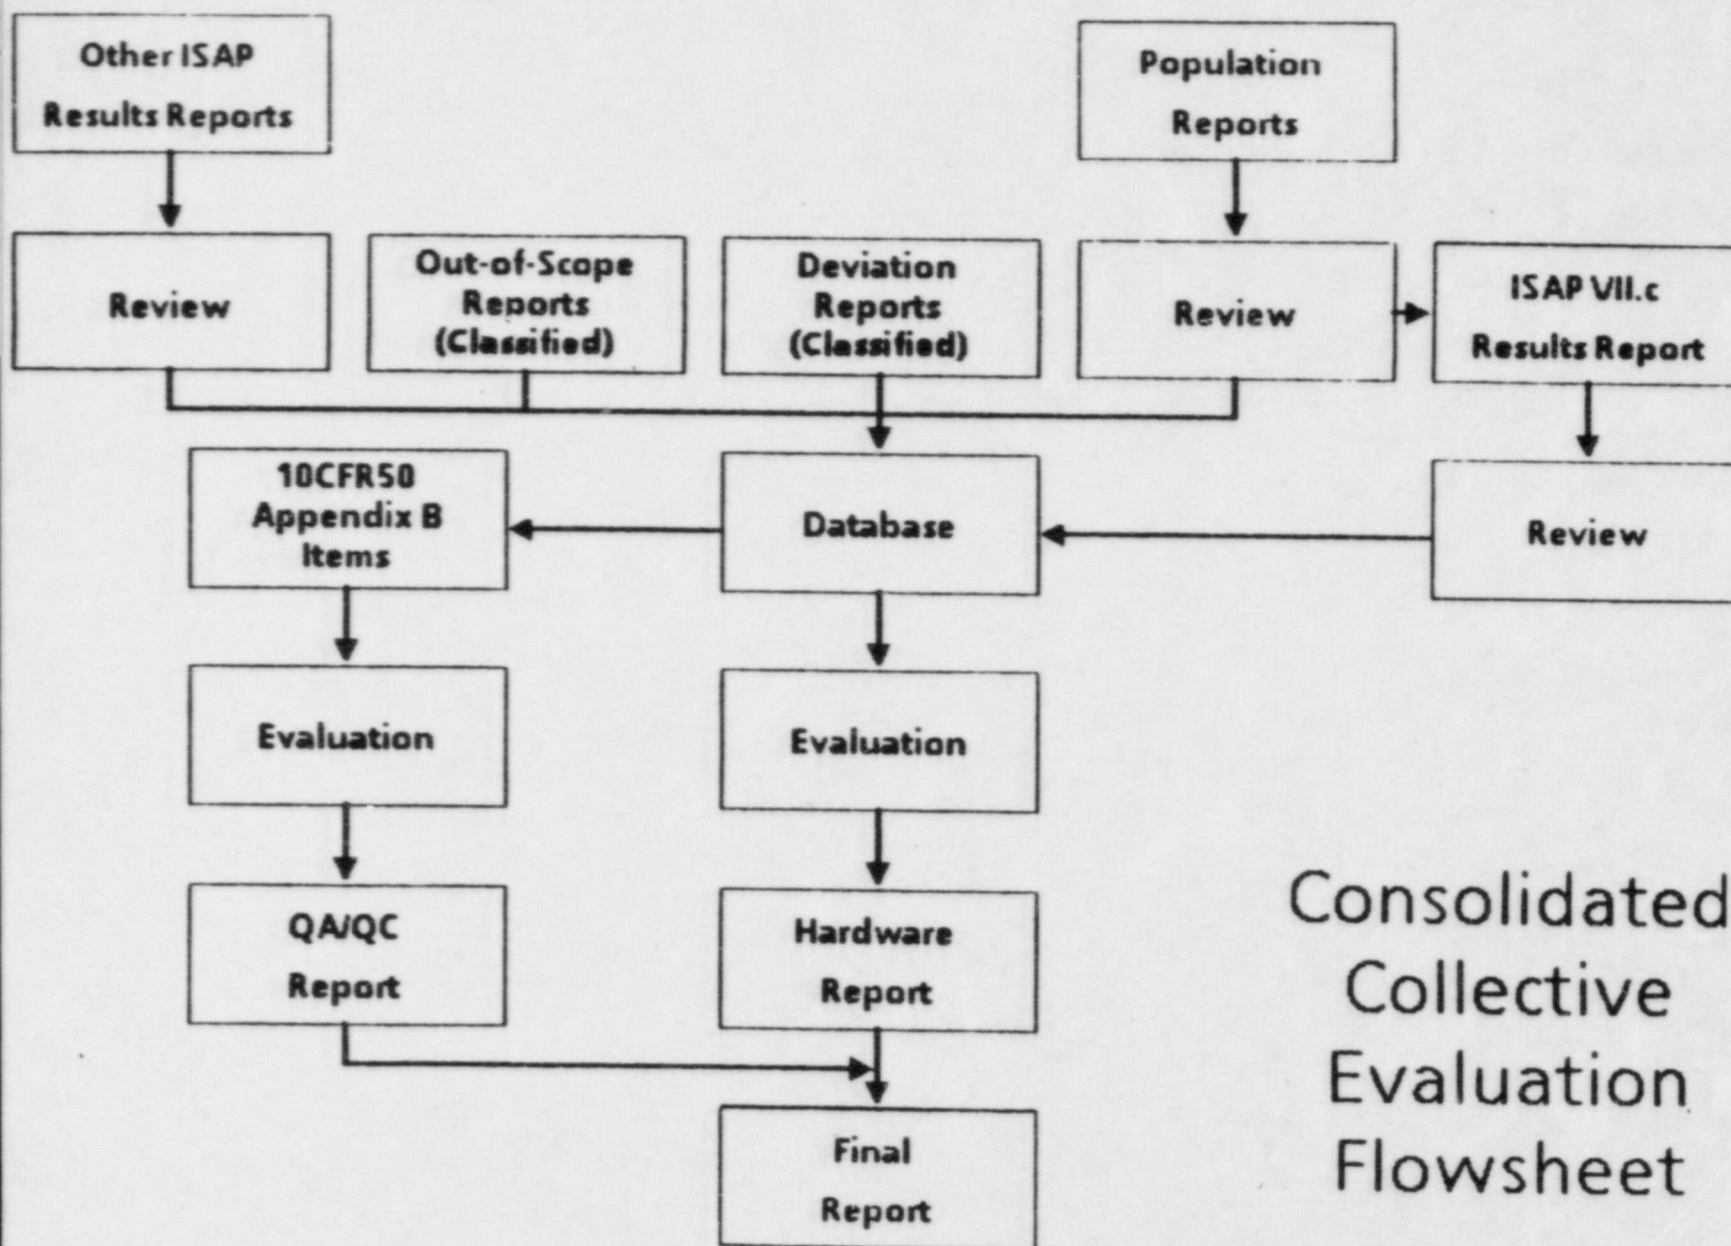 Other ISAP
Results Reports
Population
Reports
Review
Out-of-Scope
Reports
(Classified)
Deviation
Reports
(Classified)
Review
ISAP VII.c
Results Report
10CFR50
Appendix B
Items
Database
Review
Evaluation
Evaluation
QA/QC
Report
Hardware
Report
Final
Report
Consolidated
Collective
Evaluation
Flowsheet